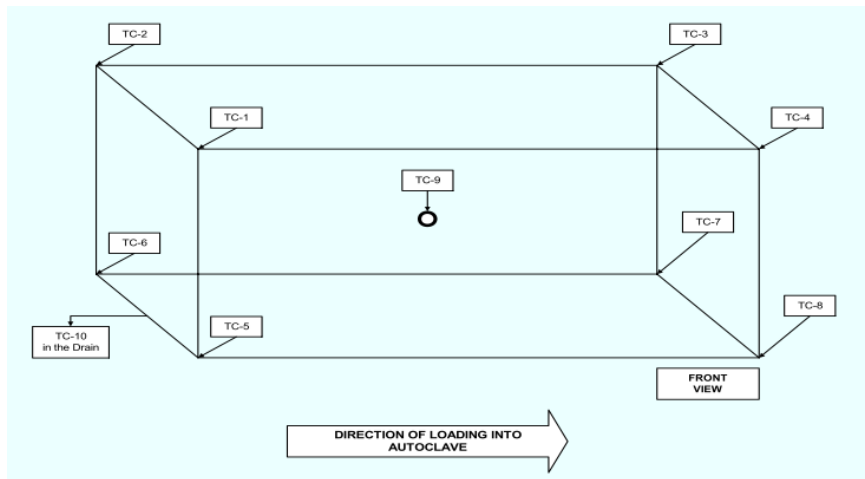 TC-2
TC-3
TC-1
TC-4
TC-9
TC-7
TC-6
TC-8
TC-5
TC-10
in the Drain
FRONT
VIEW
DIRECTION OF LOADING INTO
AUTOCLAVE